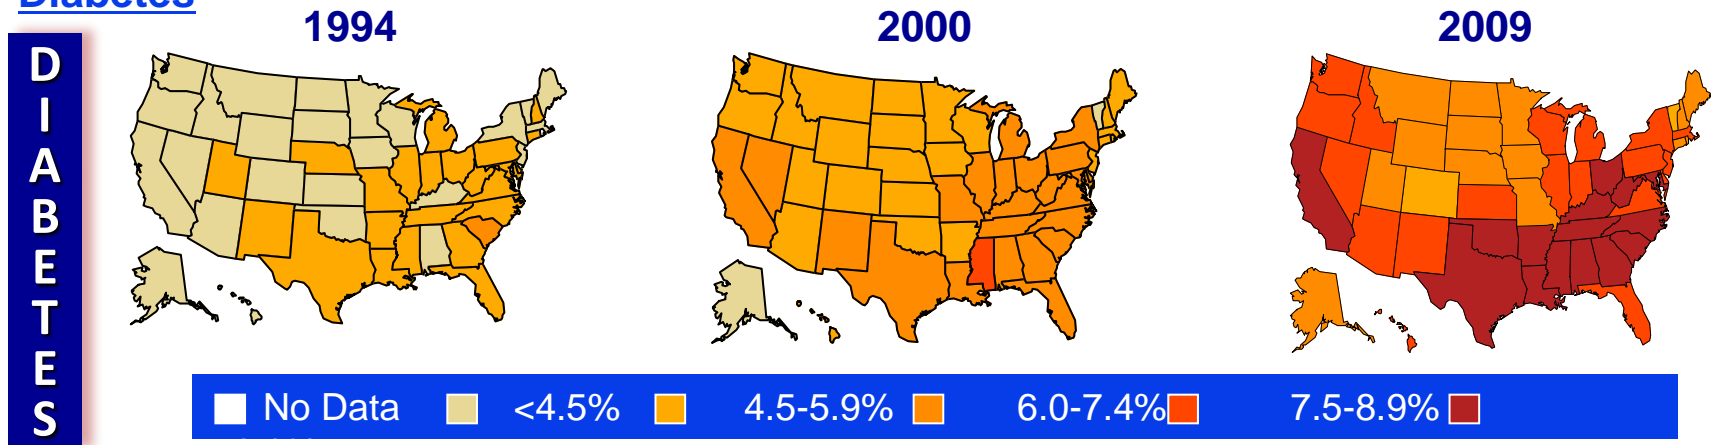 Diabetes
1994
2000
2009
D
I
A
B
E
T
E
S
No Data <4.5% 4.5-5.9% 6.0-7.4% 7.5-8.9%